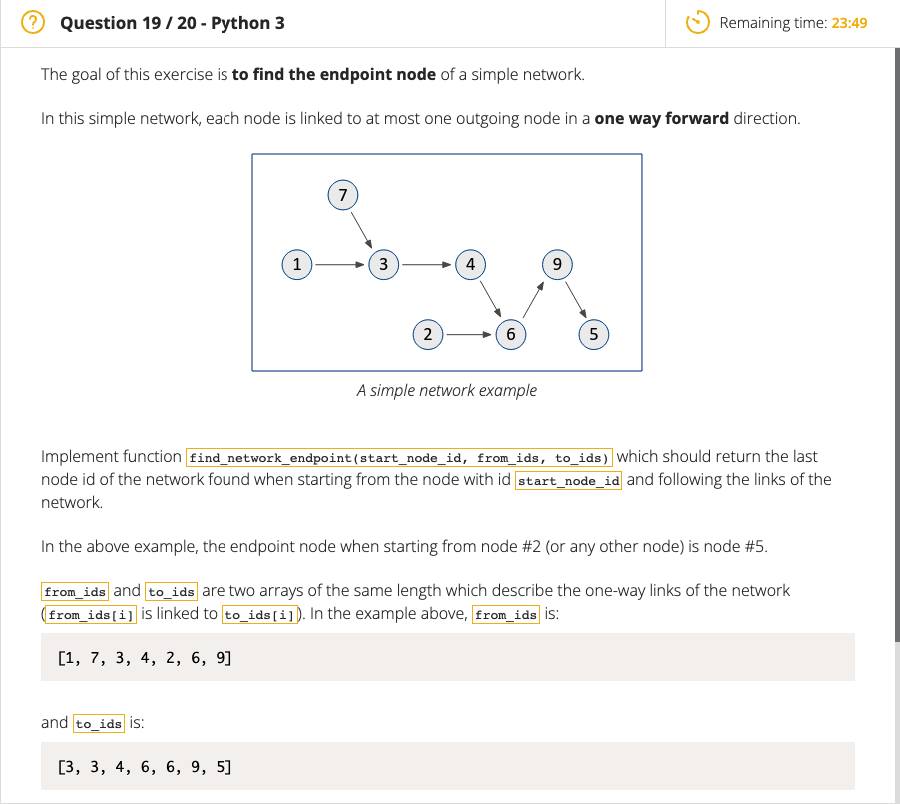 Question 19 / 20 - Python 3
Remaining time: 23:49
The goal of this exercise is to find the endpoint node of a simple network.
In this simple network, each node is linked to at most one outgoing node in a one way forward direction.
7
1 3 4 9
2 6 5
A simple network example
Implement function find_network_endpoint(start_node_id, from_ids, to_ids) which should return the last
node id of the network found when starting from the node with id start_node_id and following the links of the
network.
In the above example, the endpoint node when starting from node #2 (or any other node) is node #5.
from_ids and to_ids are two arrays of the same length which describe the one-way links of the network
(from_ids[i] is linked to to_ids[i]). In the example above, from_ids is:
[1, 7, 3, 4, 2, 6, 9]
and to_ids is:
[3, 3, 4, 6, 6, 9, 5]